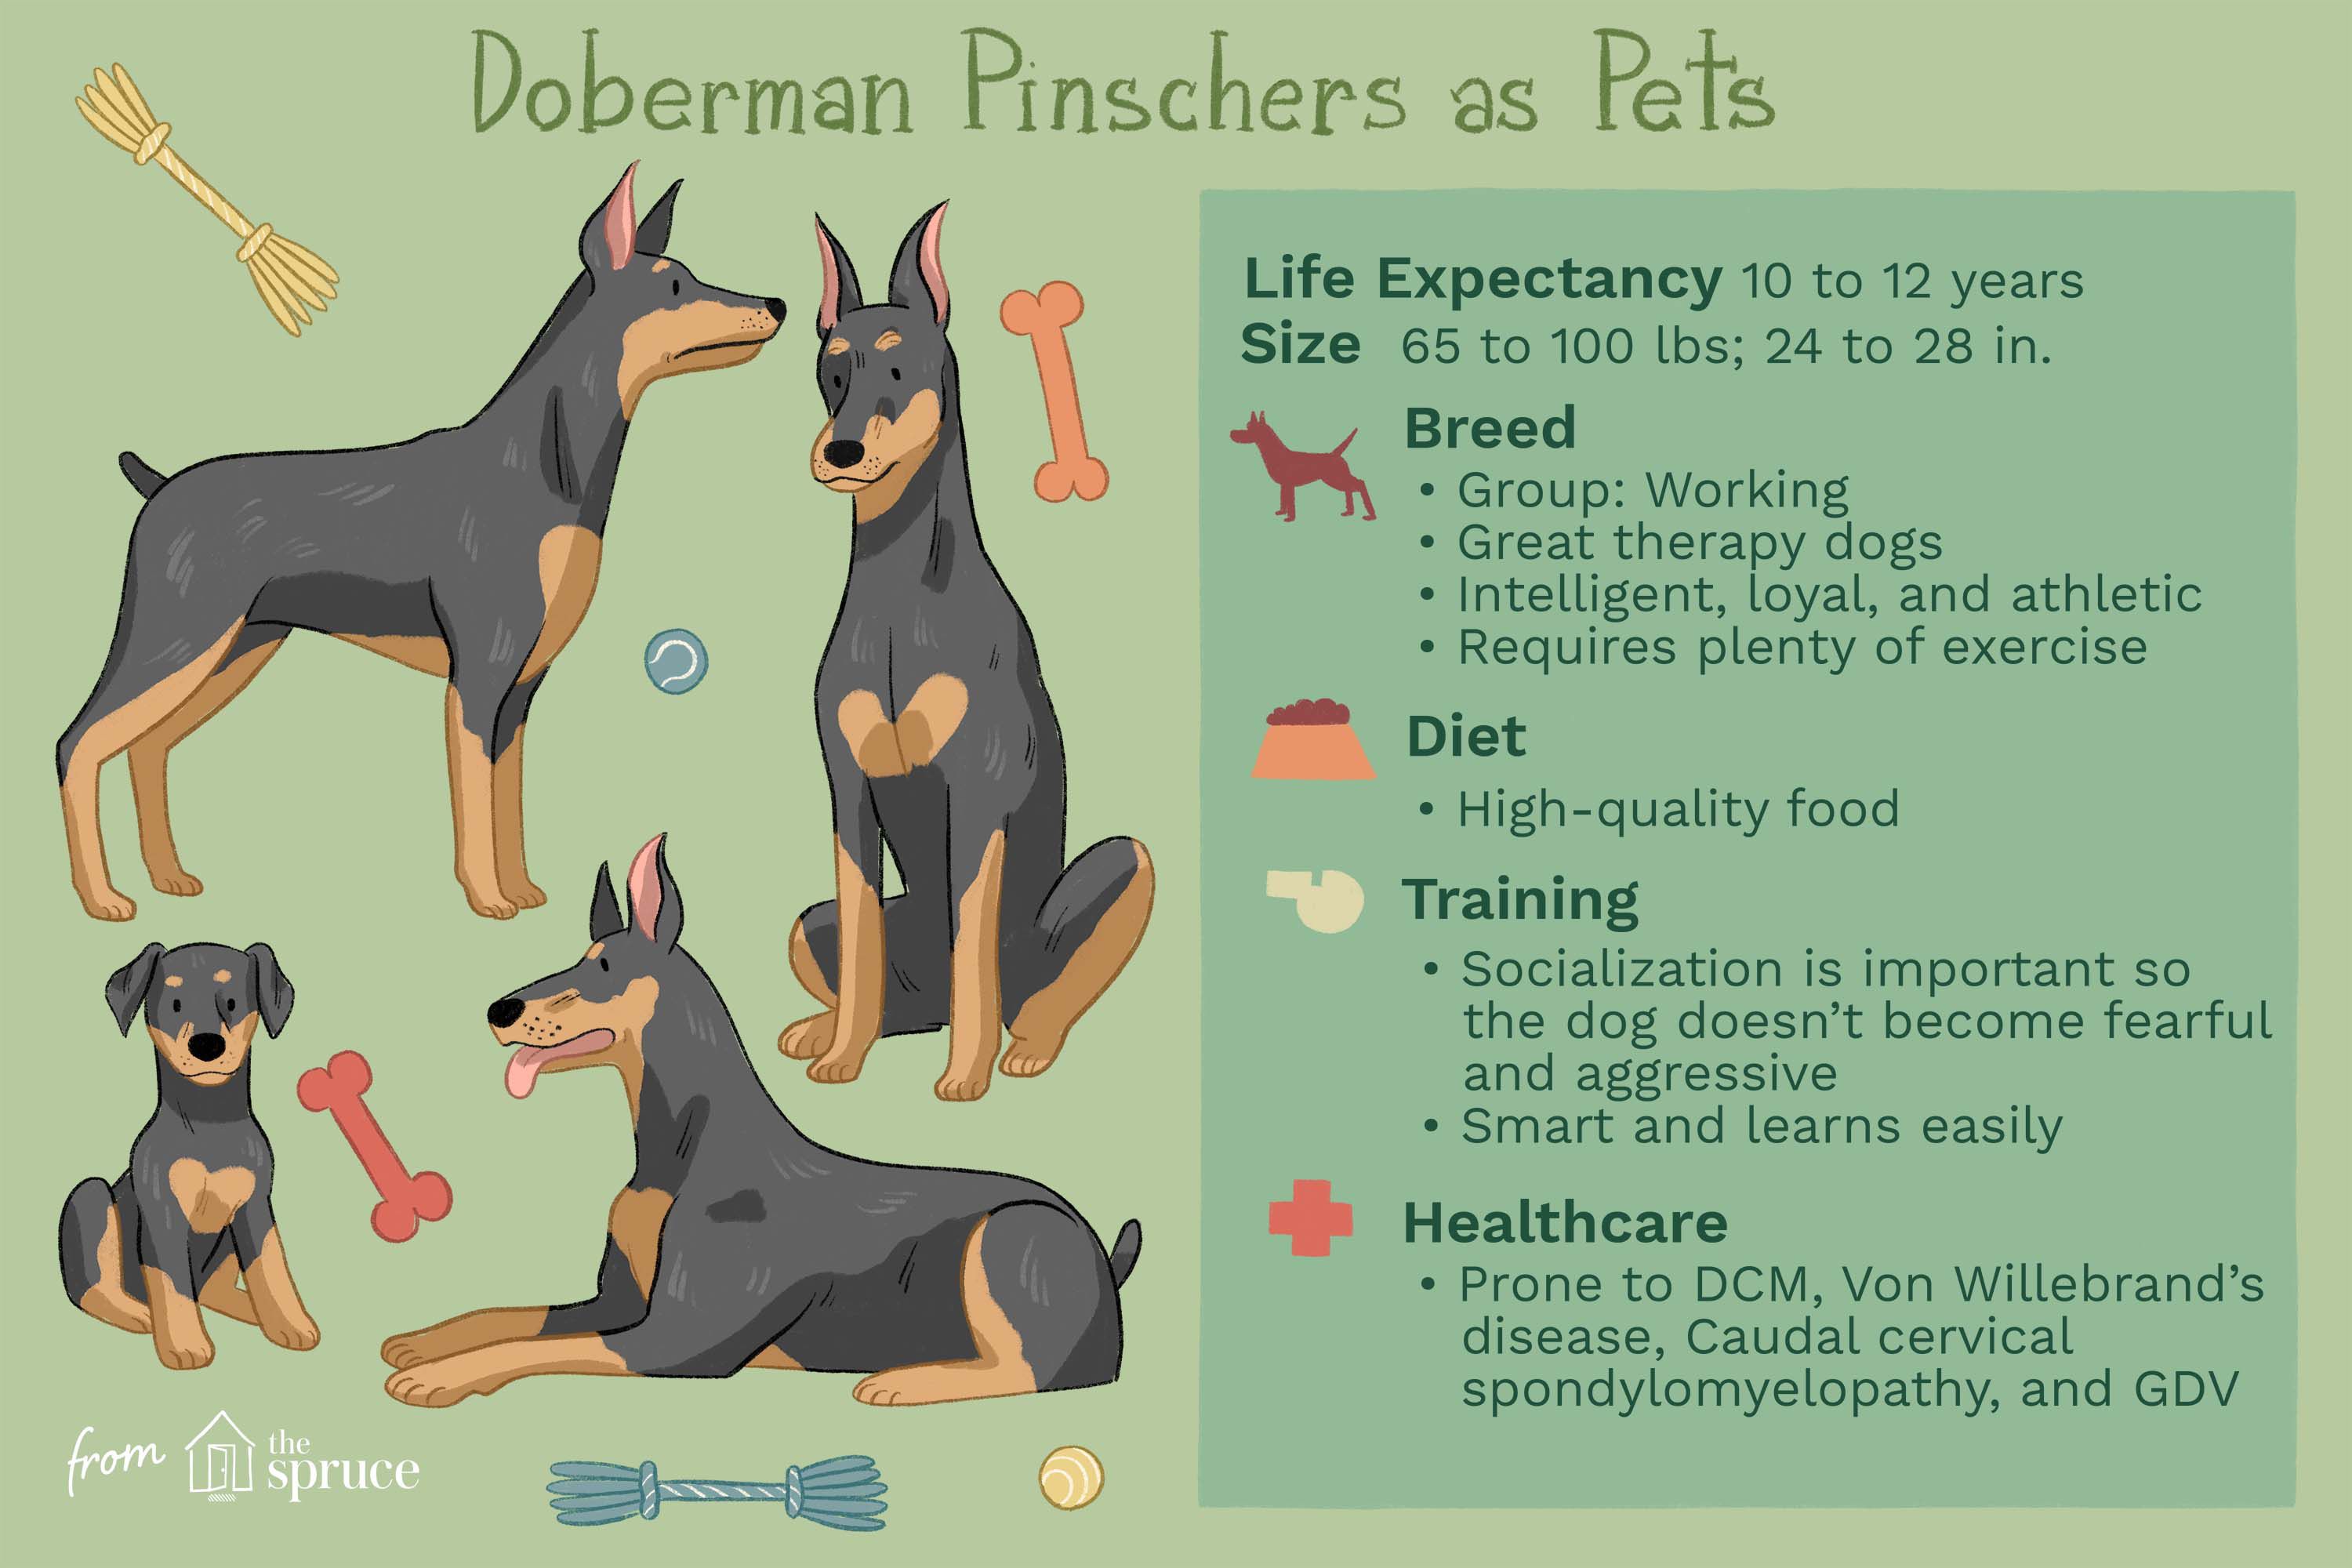 Doberman Pinschers as Pets
Life Expectancy 10 to 12 years
Size 65 to 100 lbs; 24 to 28 in.
Breed
• Group: Working
• Great therapy dogs
• Intelligent, loyal, and athletic
• Requires plenty of exercise
Diet
• High-quality food
Training
• Socialization is important so
the dog doesn’t become fearful
and aggressive
• Smart and learns easily
Healthcare
• Prone to DCM, Von Willebrand’s
disease, Caudal cervical
spondylomyelopathy, and GDV
from the spruce